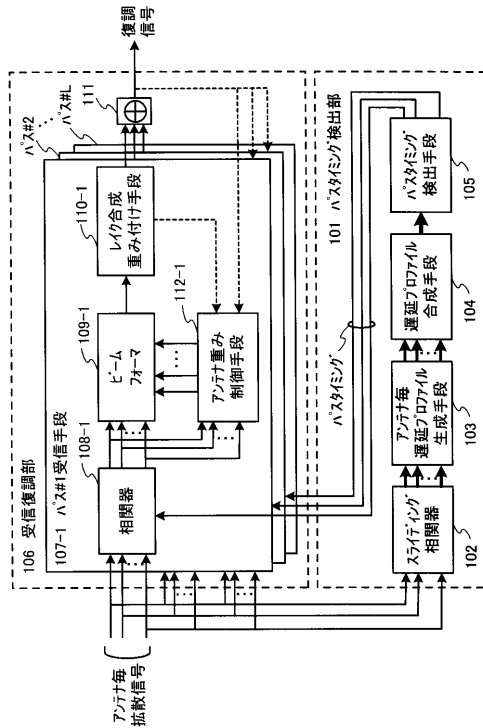 アンテナ毎
拡散信号
106 受信復調部
107-1 パス#1受信手段
108-1
相関器
109-1
ビーム
フォーマ
110-1
レイク合成
重み付け手段
112-1
アンテナ重み
制御手段
パス#2
パス#L
111
復調
信号
101 パスタイミング検出部
パスタイミング
スライディング
相関器
102
アンテナ毎
遅延プロファイル
生成手段
103
遅延プロファイル
合成手段
104
パスタイミング
検出手段
105